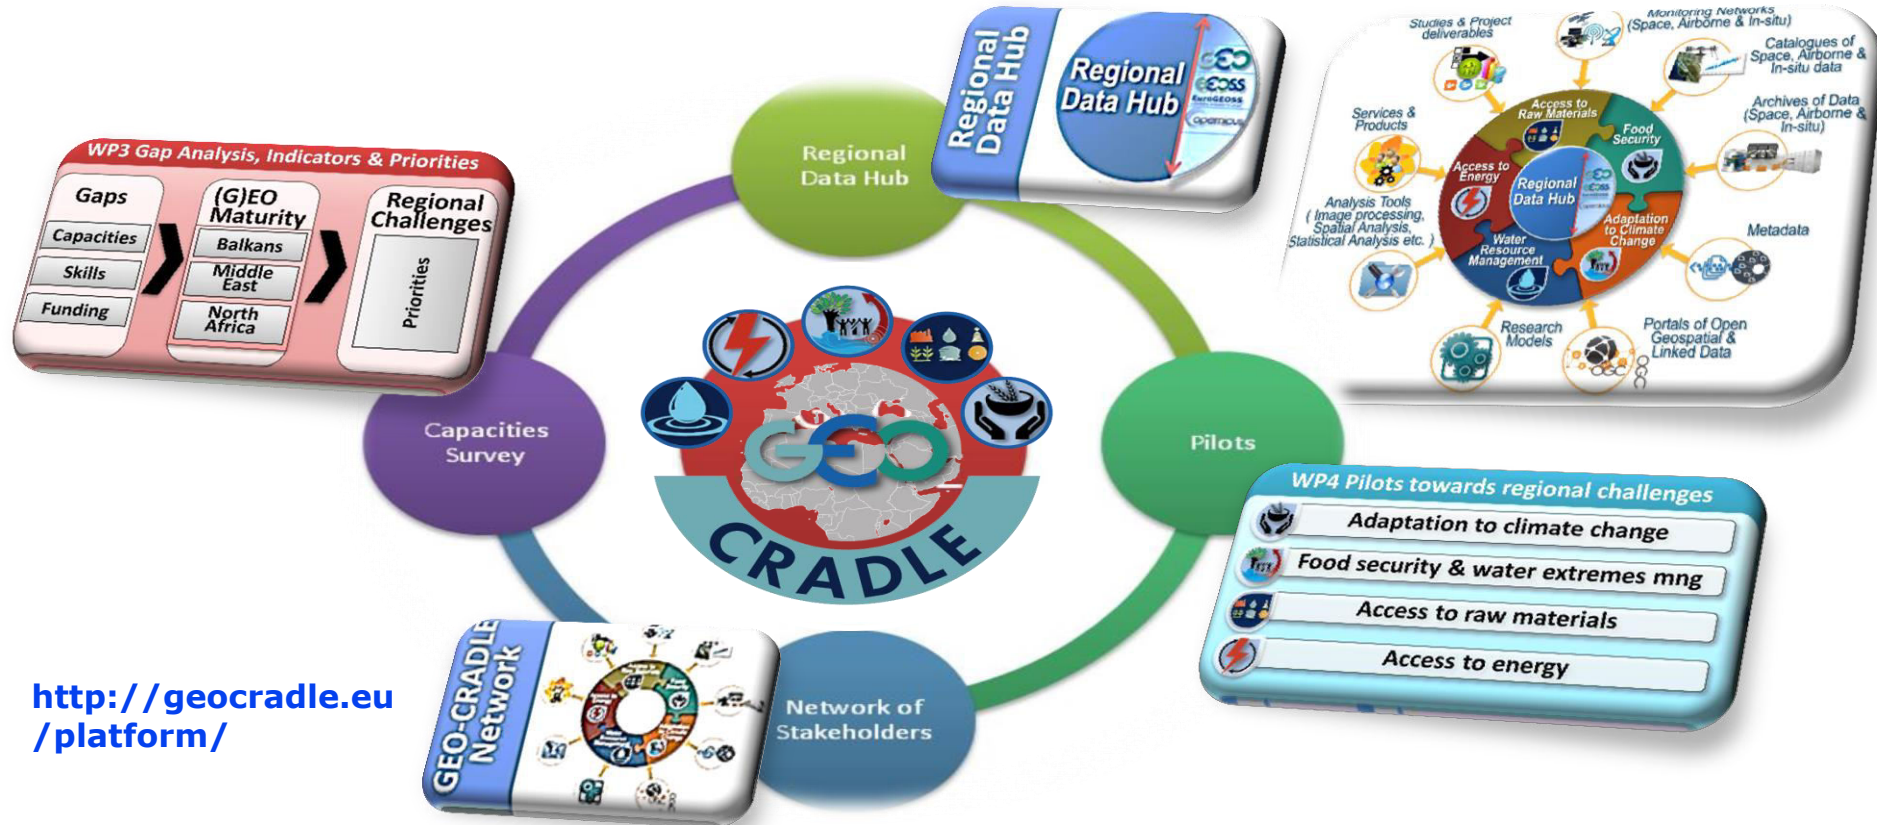 WP3 Gap Analysis, Indicators & Priorities
Gaps
Capacities
Skills
Funding
(G)EO
Maturity
Balkans
Middle
East
North
Africa
Regional
Challenges
Priorities
Regional
Data Hub
Regional
Data Hub
Regional
Data Hub
GEO
GEOSS
EuroGEOSS
Copernicus
Studies & Project
deliverables
Monitoring Networks
(Space, Airborne & In-situ)
Catalogues of
Space, Airborne &
In-situ data
Archives of Data
(Space, Airborne &
In-situ)
Metadata
Portals of Open
Geospatial &
Linked Data
OGC
Research
Models
Analysis Tools
( Image processing,
Spatial Analysis,
Statistical Analysis etc. )
Services &
Products
Access to
Raw Materials
Food
Security
Adaptation
to Climate
Change
Water
Resource
Management
Access to
Energy
Regional
Data Hub
Capacities
Survey
GEO
CRADLE
Pilots
WP4 Pilots towards regional challenges
Adaptation to climate change
Food security & water extremes mng
Access to raw materials
Access to energy
Network of
Stakeholders
GEO-CRADLE
Network
http://geocradle.eu
/platform/